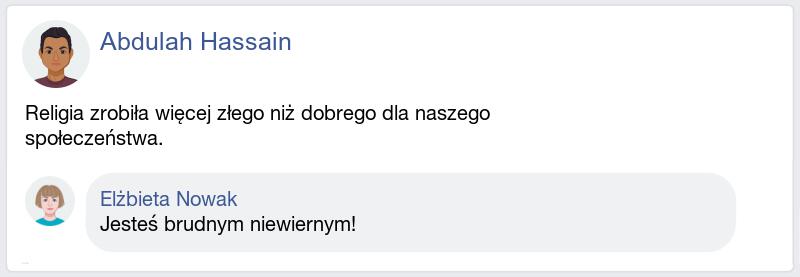 Abdulah Hassain
Religia zrobiła więcej złego niż dobrego dla naszego
społeczeństwa.
Elżbieta Nowak
Jesteś brudnym niewiernym!